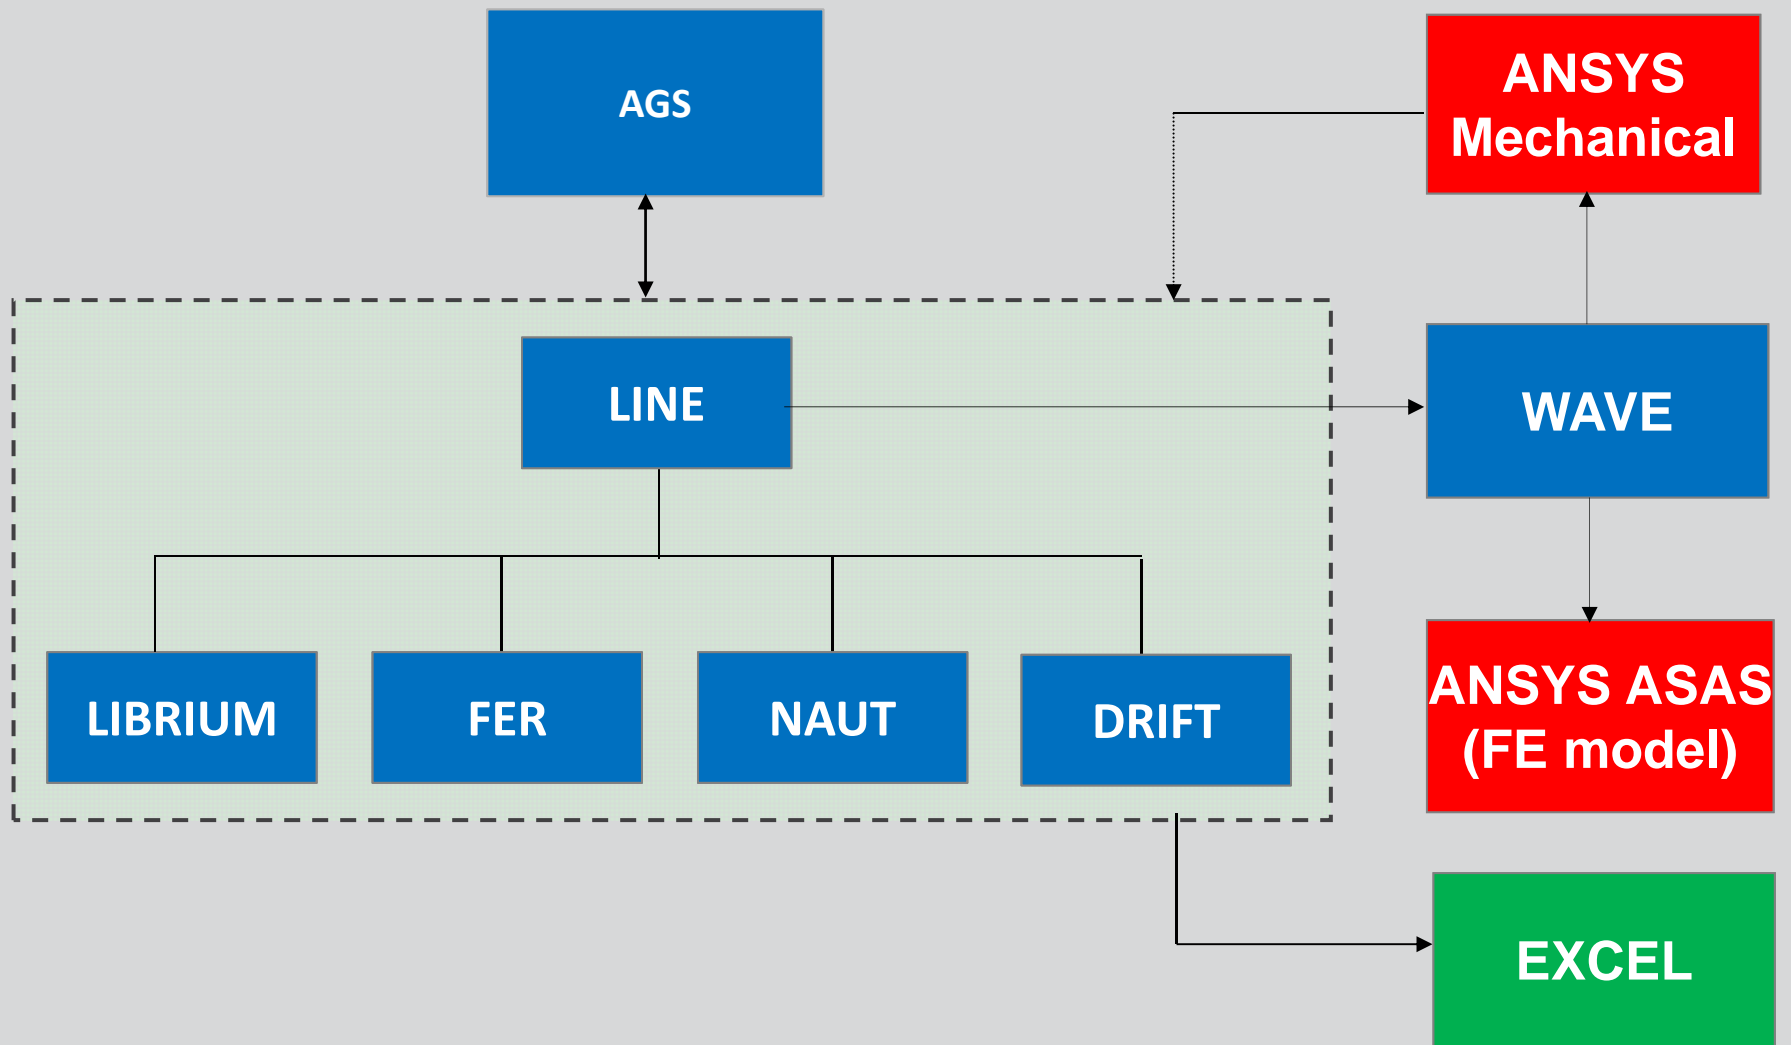 AGS
ANSYS
Mechanical
LINE
WAVE
LIBRIUM
FER
NAUT
DRIFT
ANSYS ASAS
(FE model)
EXCEL